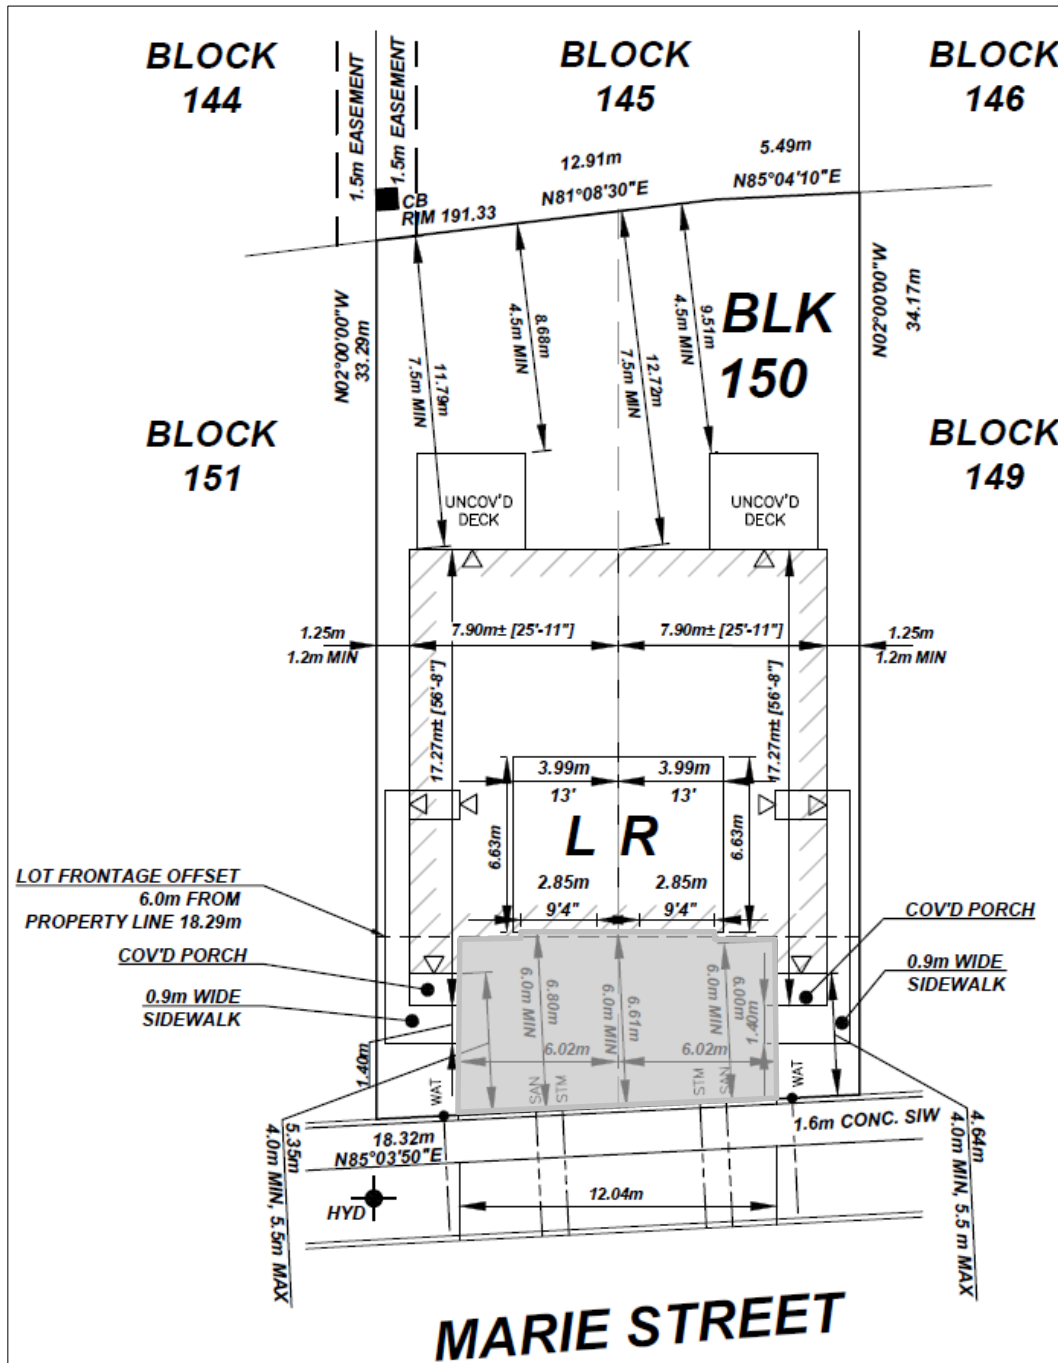 BLOCK
144
1.5m EASEMENT
1.5m EASEMENT
BLOCK
145
BLOCK
146
12.91m
N81°08'30"E
5.49m
N85°04'10"E
CB
RIM 191.33
N02°00'00"W
33.29m
N02°00'00"W
34.17m
11.79m
7.5m MIN
8.68m
4.5m MIN
12.72m
7.5m MIN
9.51m
4.5m MIN
BLK
150
BLOCK
151
BLOCK
149
UNCOV'D
DECK
UNCOV'D
DECK
1.25m
1.2m MIN
7.90m± [25'-11"]
7.90m± [25'-11"]
1.25m
1.2m MIN
17.27m± [56'-8"]
17.27m± [56'-8"]
3.99m
13'
3.99m
13'
6.63m
6.63m
L R
2.85m
9'4"
2.85m
9'4"
LOT FRONTAGE OFFSET
6.0m FROM
PROPERTY LINE 18.29m
COV'D PORCH
0.9m WIDE
SIDEWALK
COV'D PORCH
0.9m WIDE
SIDEWALK
6.80m
6.0m MIN
6.61m
6.0m MIN
6.00m
6.0m MIN
1.40m
1.40m
6.02m
6.02m
WAT
SAN
STM
STM
SAN
WAT
18.32m
N85°03'50"E
1.6m CONC. S/W
5.35m
4.0m MIN, 5.5m MAX
4.64m
4.0m MIN, 5.5 m MAX
12.04m
HYD
MARIE STREET